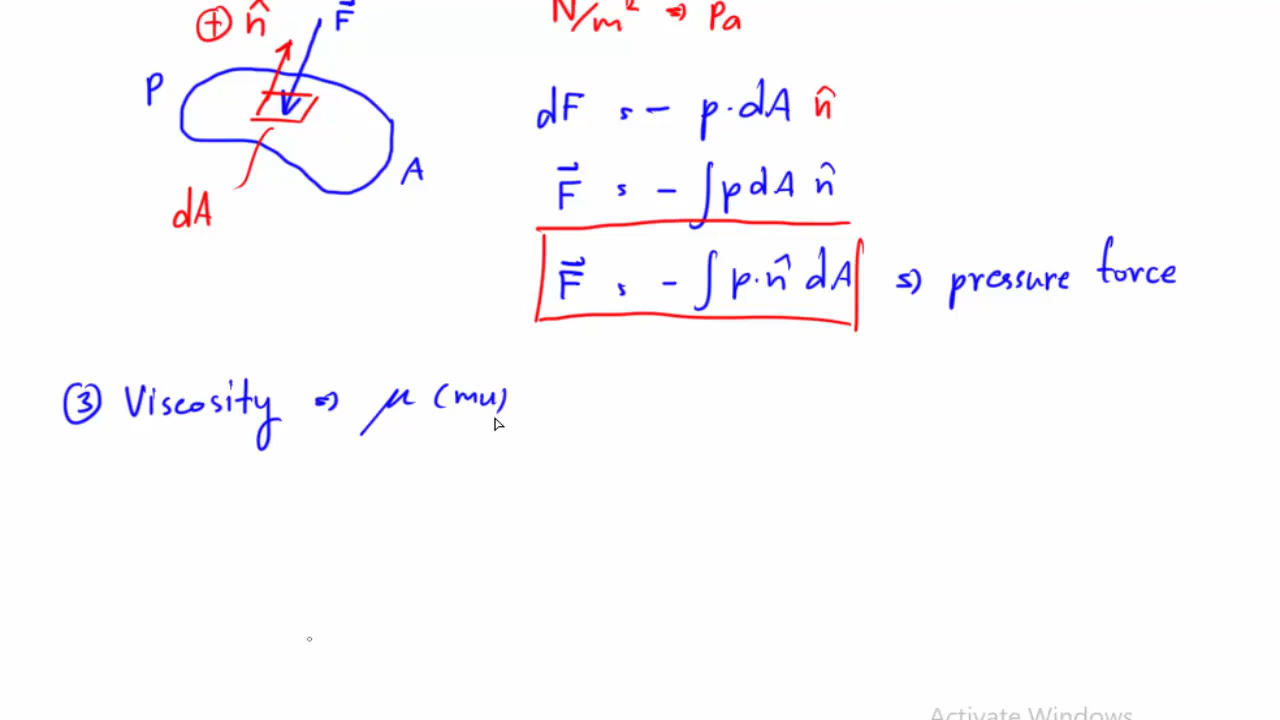 ⊕ n̂ F⃗
N/m² ⇒ Pa
P
A
dA
dF = - p·dA n̂
F⃗ = - ∫ p dA n̂
F⃗ = - ∫ p·n̂ dA ⇒ pressure force
③ Viscosity ⇒ μ (mu)
Activate Windows